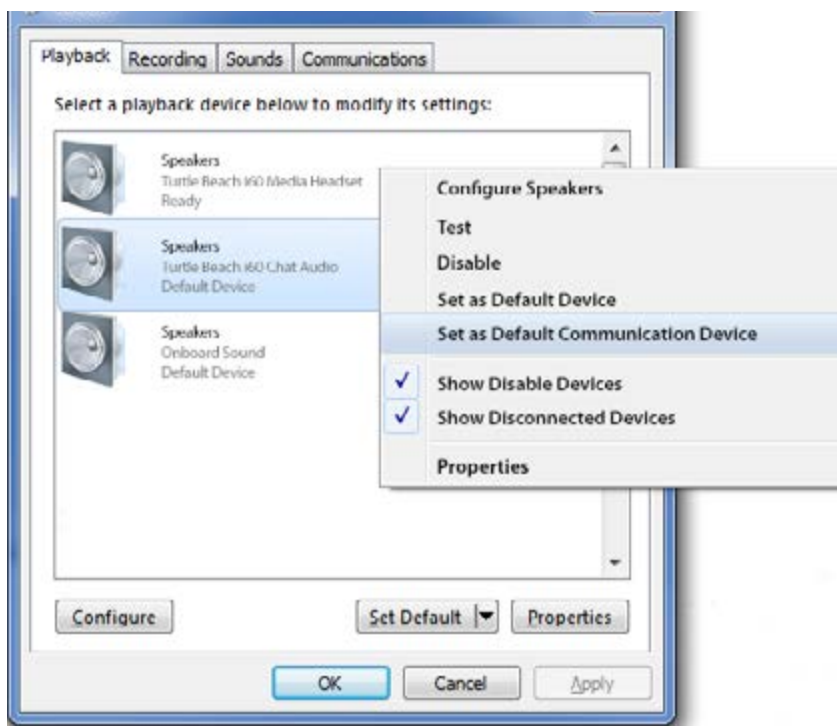 Playback Recording Sounds Communications
Select a playback device below to modify its settings:
Speakers
Turtle Beach i60 Media Headset
Ready
Speakers
Turtle Beach i60 Chat Audio
Default Device
Speakers
Onboard Sound
Default Device
Configure Speakers
Test
Disable
Set as Default Device
Set as Default Communication Device
Show Disable Devices
Show Disconnected Devices
Properties
Configure Set Default Properties
OK Cancel Apply